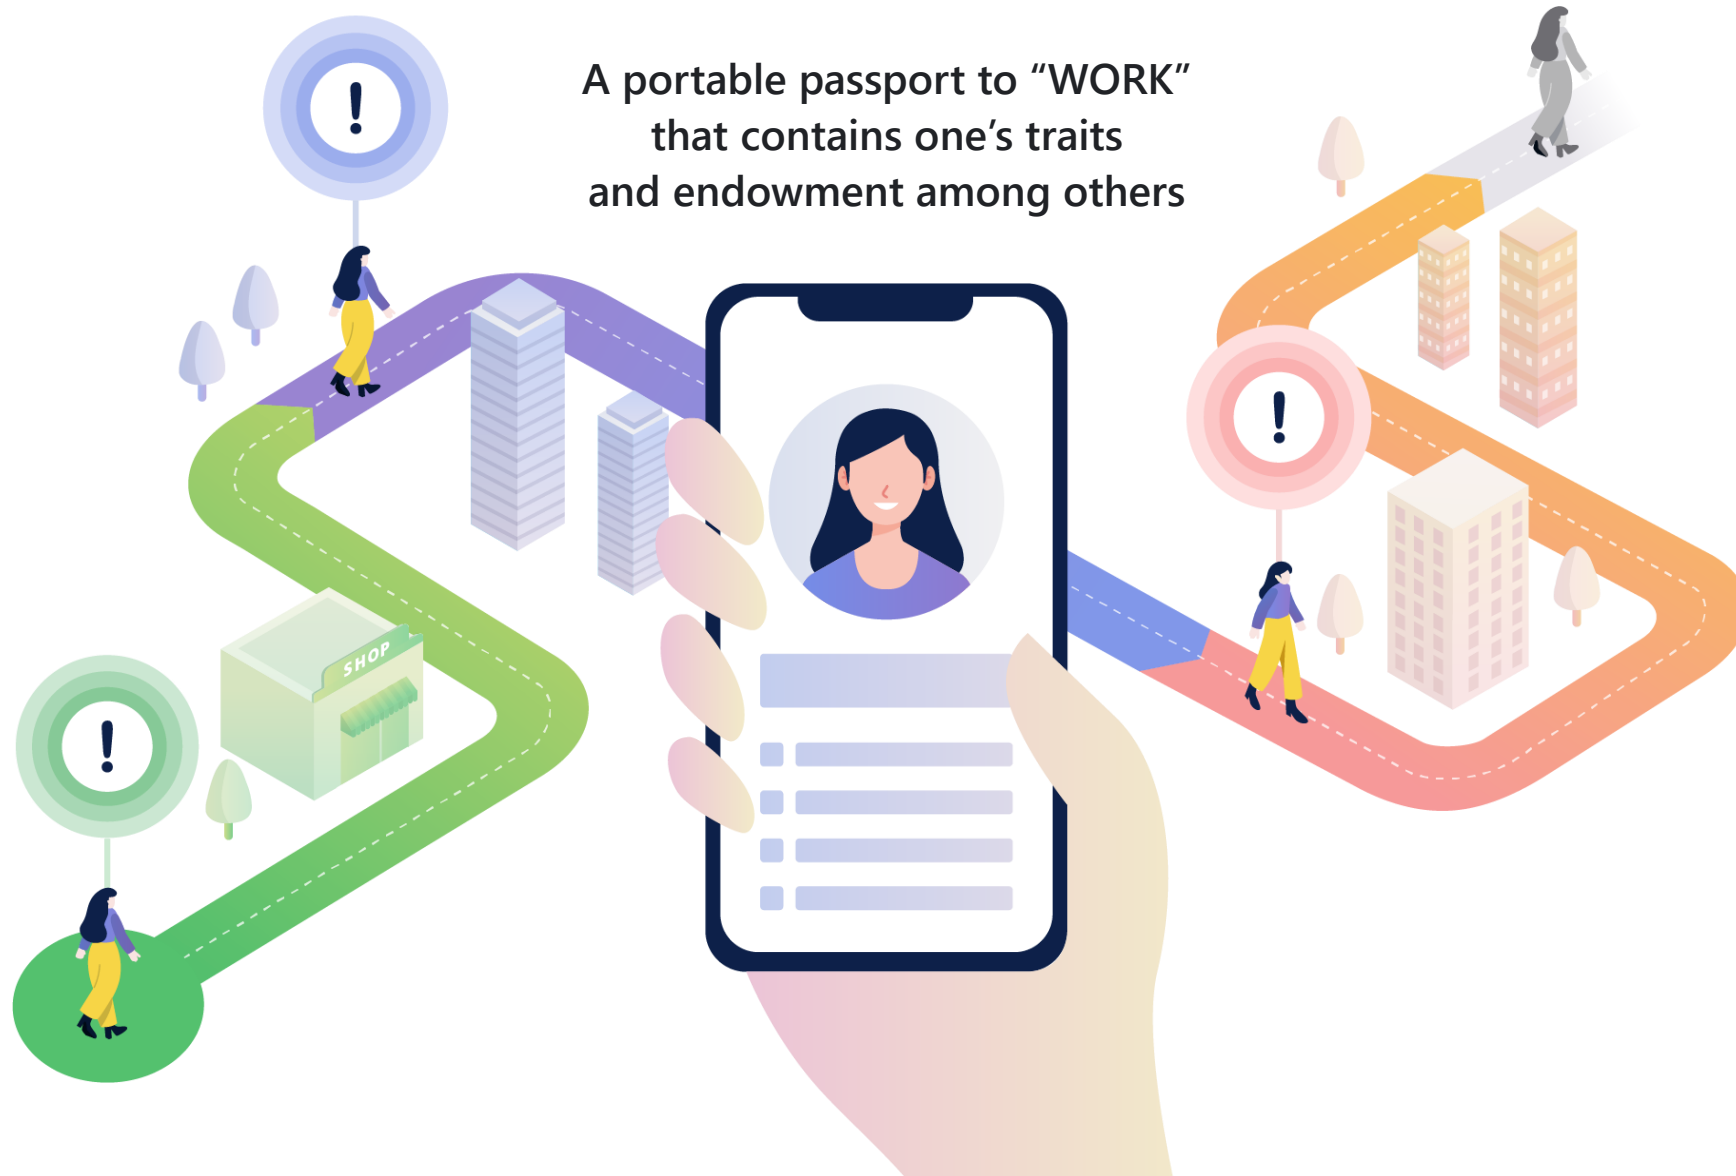 A portable passport to “WORK”
that contains one’s traits
and endowment among others
SHOP